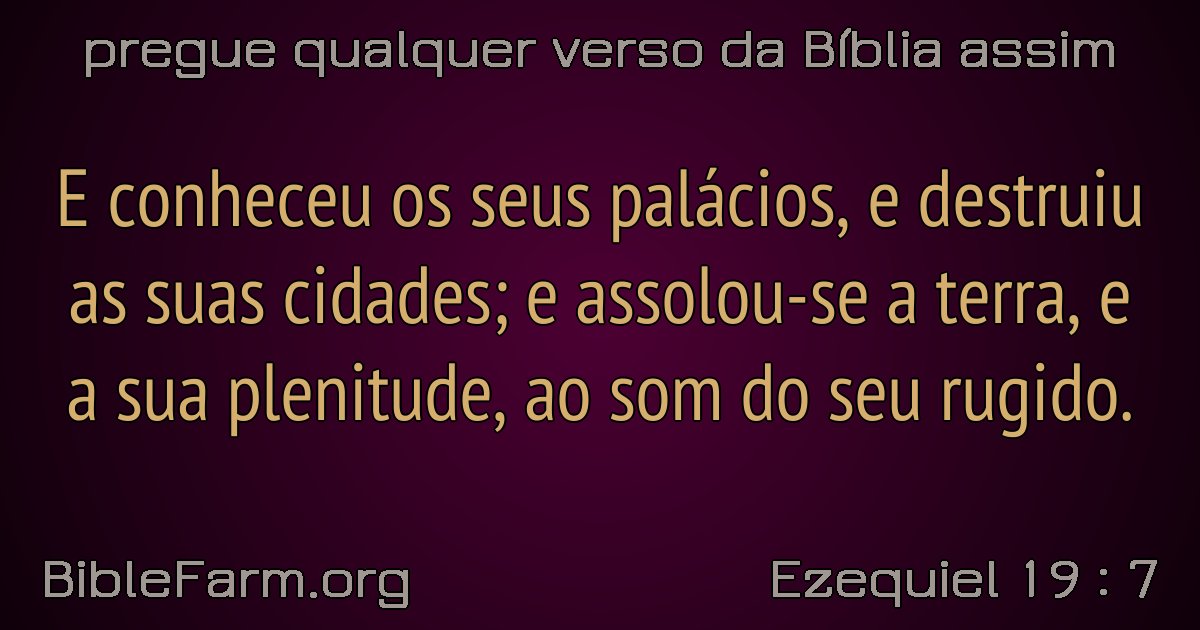 pregue qualquer verso da Bíblia assim
E conheceu os seus palácios, e destruiu
as suas cidades; e assolou-se a terra, e
a sua plenitude, ao som do seu rugido.
BibleFarm.org
Ezequiel 19 : 7